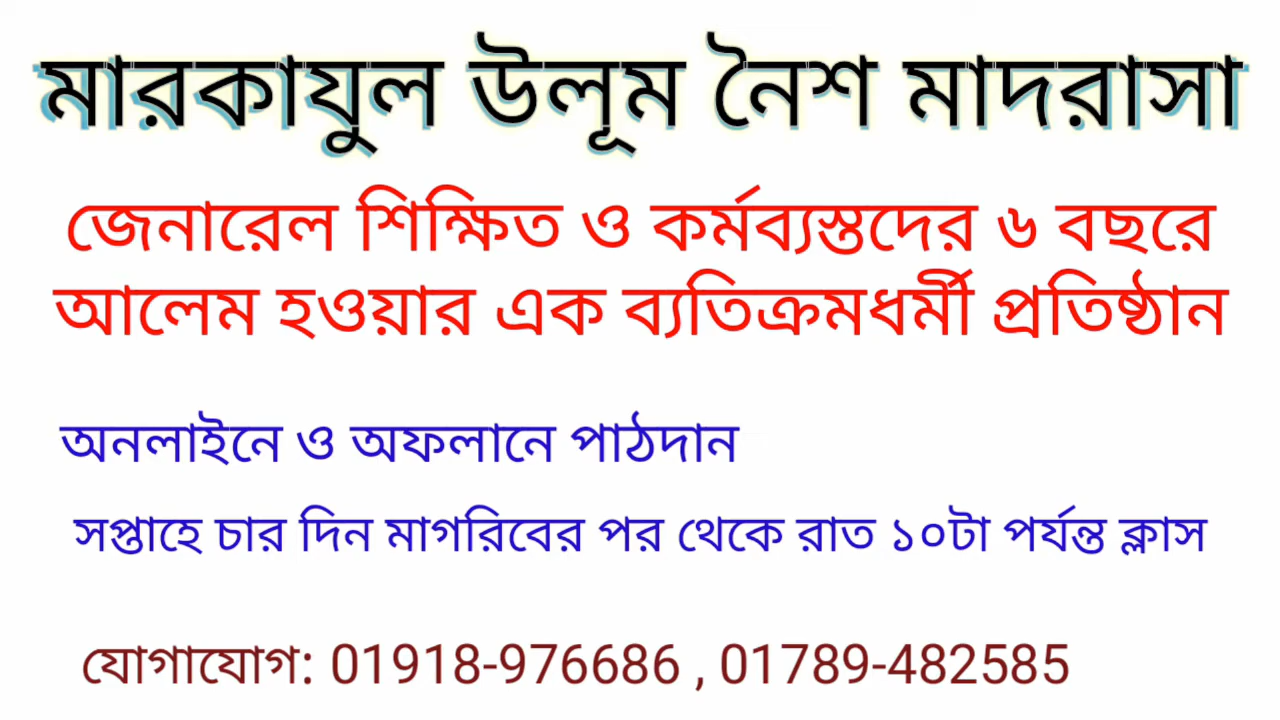 মারকাযুল উলূম নৈশ মাদরাসা
জেনারেল শিক্ষিত ও কর্মব্যস্তদের ৬ বছরে
আলেম হওয়ার এক ব্যতিক্রমধর্মী প্রতিষ্ঠান
অনলাইনে ও অফলানে পাঠদান
সপ্তাহে চার দিন মাগরিবের পর থেকে রাত ১০টা পর্যন্ত ক্লাস
যোগাযোগ: 01918-976686 , 01789-482585